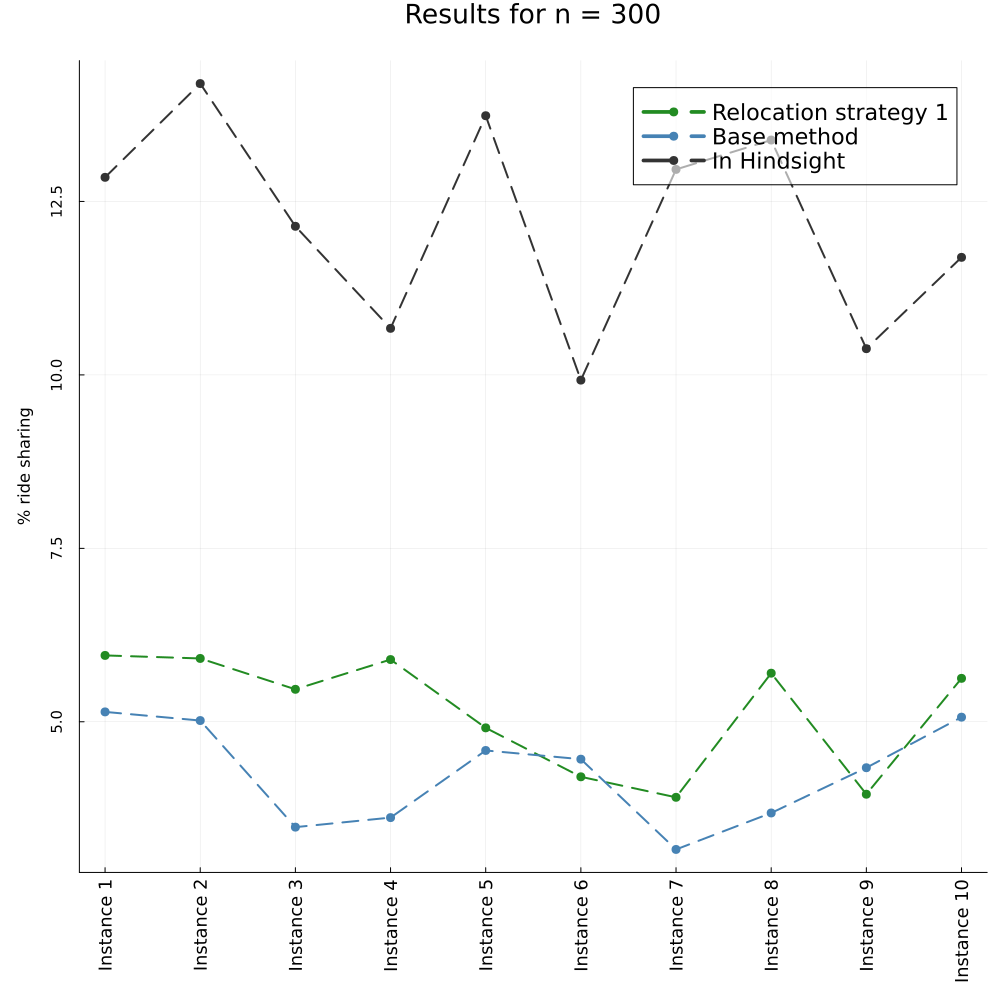 Results for n = 300
Relocation strategy 1
Base method
In Hindsight
% ride sharing
12.5
10.0
7.5
5.0
Instance 1
Instance 2
Instance 3
Instance 4
Instance 5
Instance 6
Instance 7
Instance 8
Instance 9
Instance 10